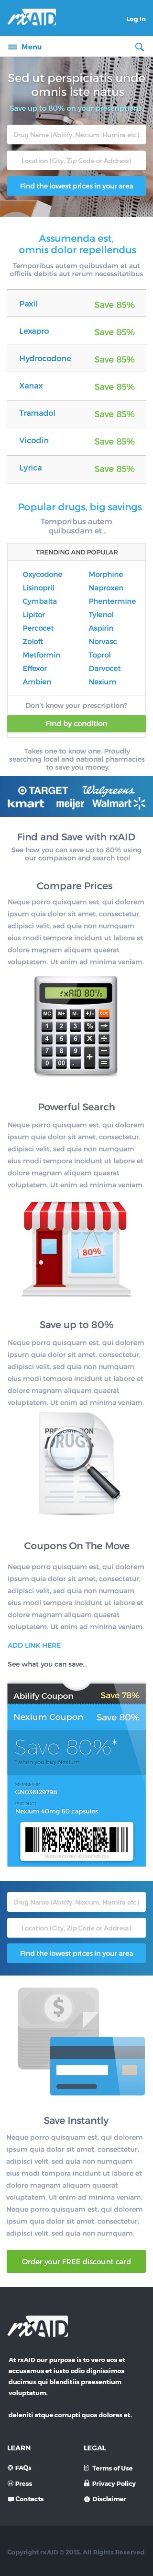 rxAID
Log In
Menu
Sed ut perspiciatis unde
omnis iste natus
Save up to 80% on your prescriptions
Drug Name (Abilify, Nexium, Humira etc)
Location (City, Zip Code or Address)
Find the lowest prices in your area
Assumenda est,
omnis dolor repellendus
Temporibus autem quibusdam et aut
officiis debitis aut rerum necessitatibus
Paxil Save 85%
Lexapro Save 85%
Hydrocodone Save 85%
Xanax Save 85%
Tramadol Save 85%
Vicodin Save 85%
Lyrica Save 85%
Popular drugs, big savings
Temporibus autem
quibusdam et...
TRENDING AND POPULAR
Oxycodone Morphine
Lisinopril Naproxen
Cymbalta Phentermine
Lipitor Tylenol
Percocet Aspirin
Zoloft Norvasc
Metformin Toprol
Effexor Darvocet
Ambien Nexium
Don't know your prescription?
Find by condition
Takes one to know one. Proudly
searching local and national pharmacies
to save you money.
TARGET Walgreens
kmart meijer Walmart
Find and Save with rxAID
See how you can save up to 80% using
our compaison and search tool
Compare Prices
Neque porro quisquam est, qui dolorem
ipsum quia dolor sit amet, consectetur,
adipisci velit, sed quia non numquam
eius modi tempora incidunt ut labore et
dolore magnam aliquam quaerat
voluptatem. Ut enim ad minima veniam.
rxAID 80%
MC M+ M- +/- OFF
7 8 9
4 5 6
1 2 3
0
Powerful Search
Neque porro quisquam est, qui dolorem
ipsum quia dolor sit amet, consectetur,
adipisci velit, sed quia non numquam
eius modi tempora incidunt ut labore et
dolore magnam aliquam quaerat
voluptatem. Ut enim ad minima veniam.
80%
Save up to 80%
Neque porro quisquam est, qui dolorem
ipsum quia dolor sit amet, consectetur,
adipisci velit, sed quia non numquam
eius modi tempora incidunt ut labore et
dolore magnam aliquam quaerat
voluptatem. Ut enim ad minima veniam.
PRESCRIPTION
DRUGS
Coupons On The Move
Neque porro quisquam est, qui dolorem
ipsum quia dolor sit amet, consectetur,
adipisci velit, sed quia non numquam
eius modi tempora incidunt ut labore et
dolore magnam aliquam quaerat
voluptatem. Ut enim ad minima veniam.
ADD LINK HERE
See what you can save...
Abilify Coupon Save 78%
Nexium Coupon Save 80%
Save 80%*
*when you buy Nexium
MEMBER ID
GNO36129798
PRODUCT
Nexium 40mg 60 capsules
Drug Name (Abilify, Nexium, Humira etc)
Location (City, Zip Code or Address)
Find the lowest prices in your area
$
Save Instantly
Neque porro quisquam est, qui dolorem
ipsum quia dolor sit amet, consectetur,
adipisci velit, sed quia non numquam
eius modi tempora incidunt ut labore et
dolore magnam aliquam quaerat
voluptatem. Ut enim ad minima veniam.
Neque porro quisquam est, qui dolorem
ipsum quia dolor sit amet, consectetur,
adipisci velit, sed quia non numquam.
Order your FREE discount card
rxAID
At rxAID our purpose is to vero eos et
accusamus et iusto odio dignissimos
ducimus qui blanditiis praesentium
voluptatum.
deleniti atque corrupti quos dolores et.
LEARN LEGAL
FAQs Terms of Use
Press Privacy Policy
Contacts Disclaimer
Copyright rxAID © 2015. All Rights Reserved